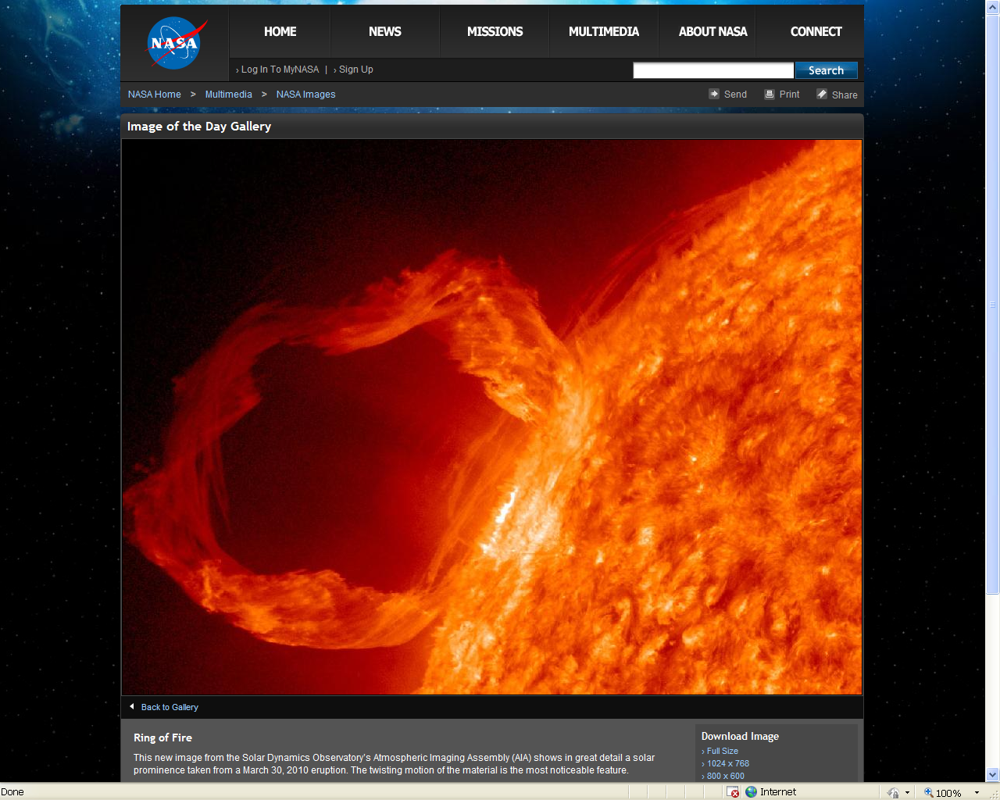 NASA
HOME
NEWS
MISSIONS
MULTIMEDIA
ABOUT NASA
CONNECT
› Log In To MyNASA | › Sign Up
Search
NASA Home > Multimedia > NASA Images
Send
Print
Share
Image of the Day Gallery
Back to Gallery
Ring of Fire
This new image from the Solar Dynamics Observatory's Atmospheric Imaging Assembly (AIA) shows in great detail a solar
prominence taken from a March 30, 2010 eruption. The twisting motion of the material is the most noticeable feature.
Download Image
› Full Size
› 1024 x 768
› 800 x 600
Done
Internet
100%